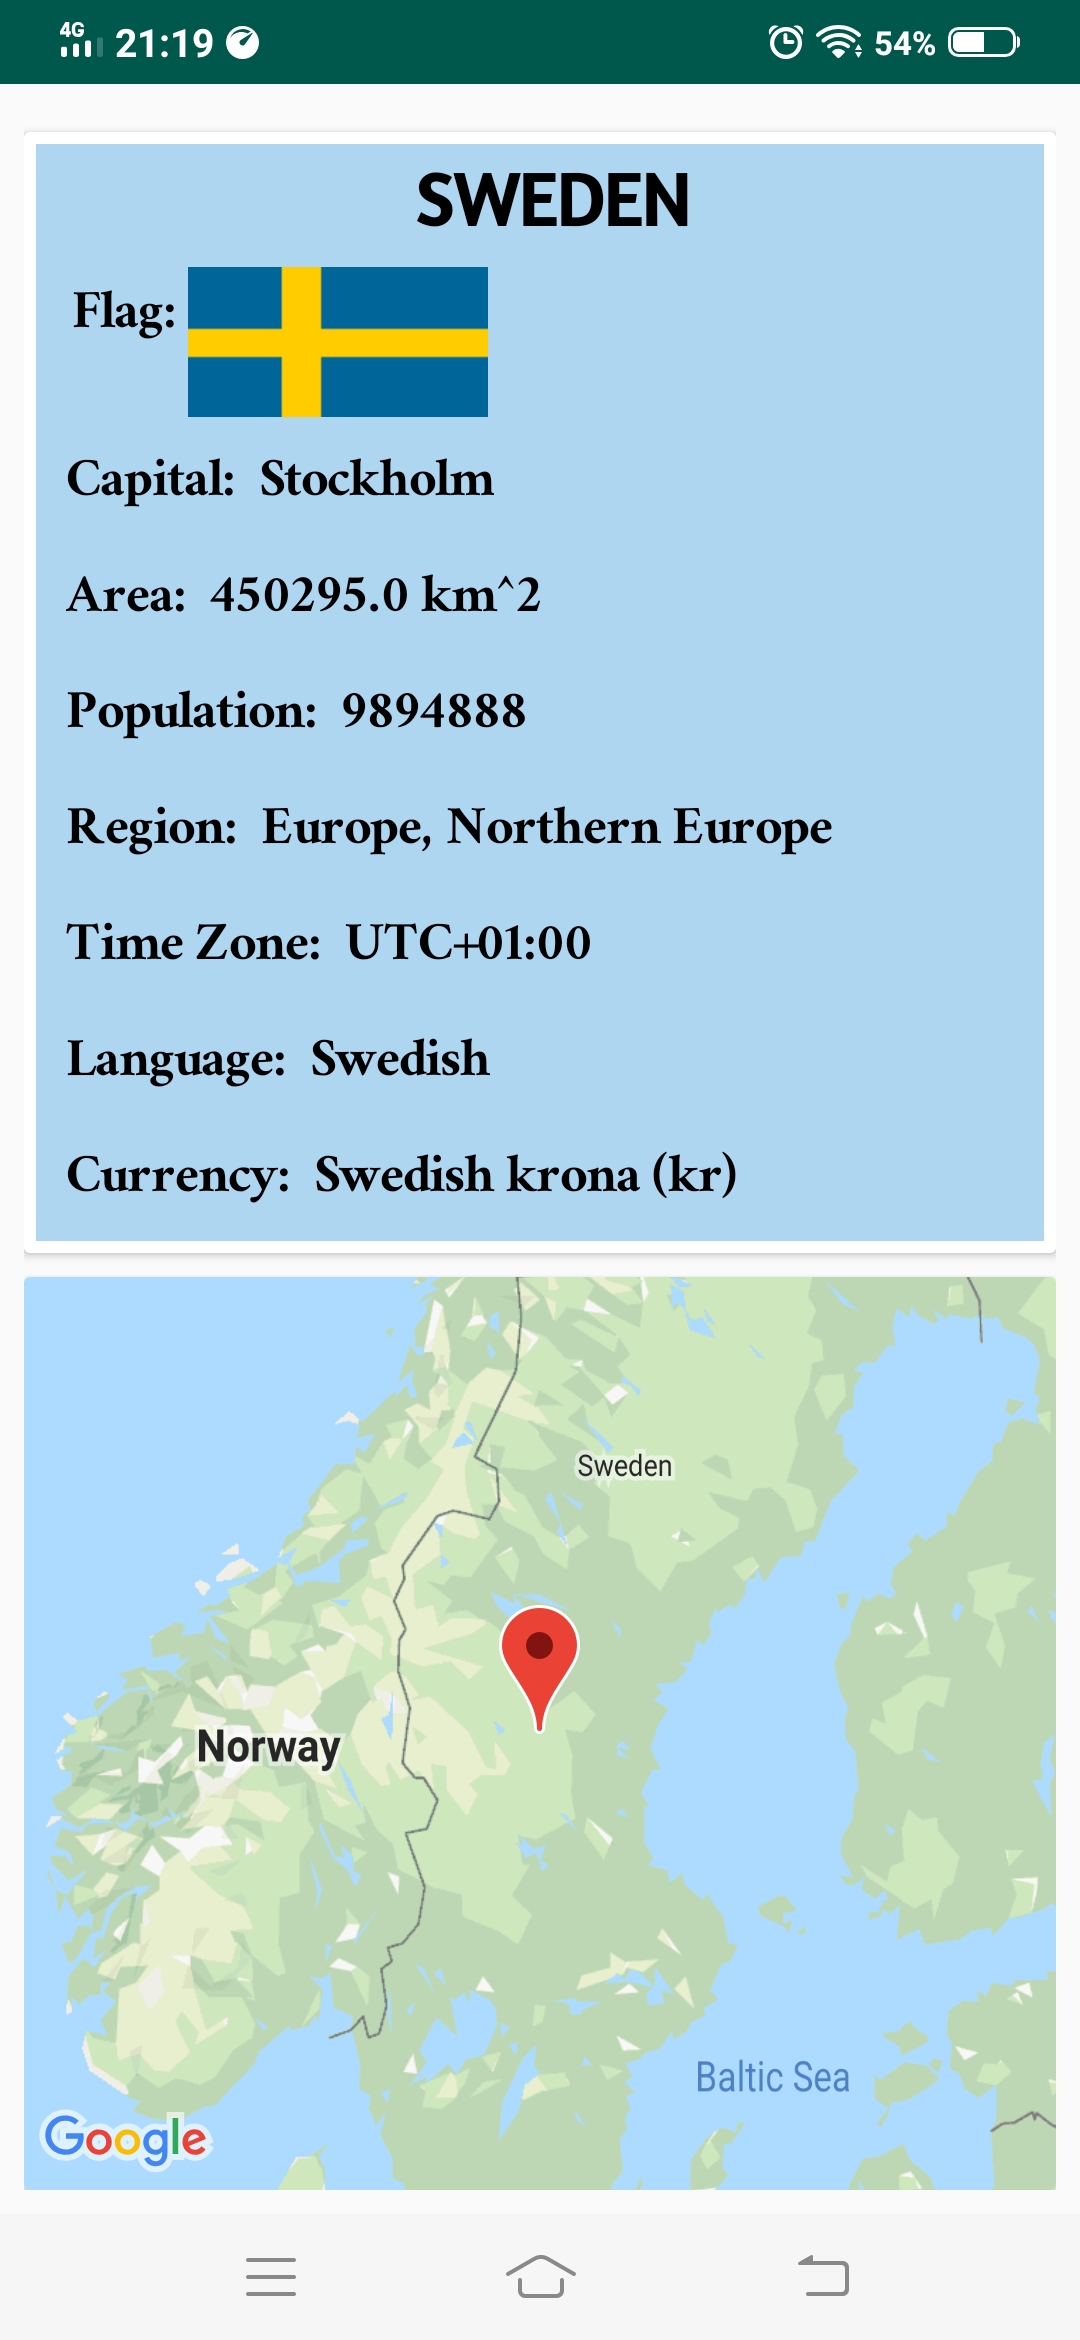 4G 21:19 54%
SWEDEN
Flag:
Capital: Stockholm
Area: 450295.0 km^2
Population: 9894888
Region: Europe, Northern Europe
Time Zone: UTC+01:00
Language: Swedish
Currency: Swedish krona (kr)
Sweden
Norway
Baltic Sea
Google